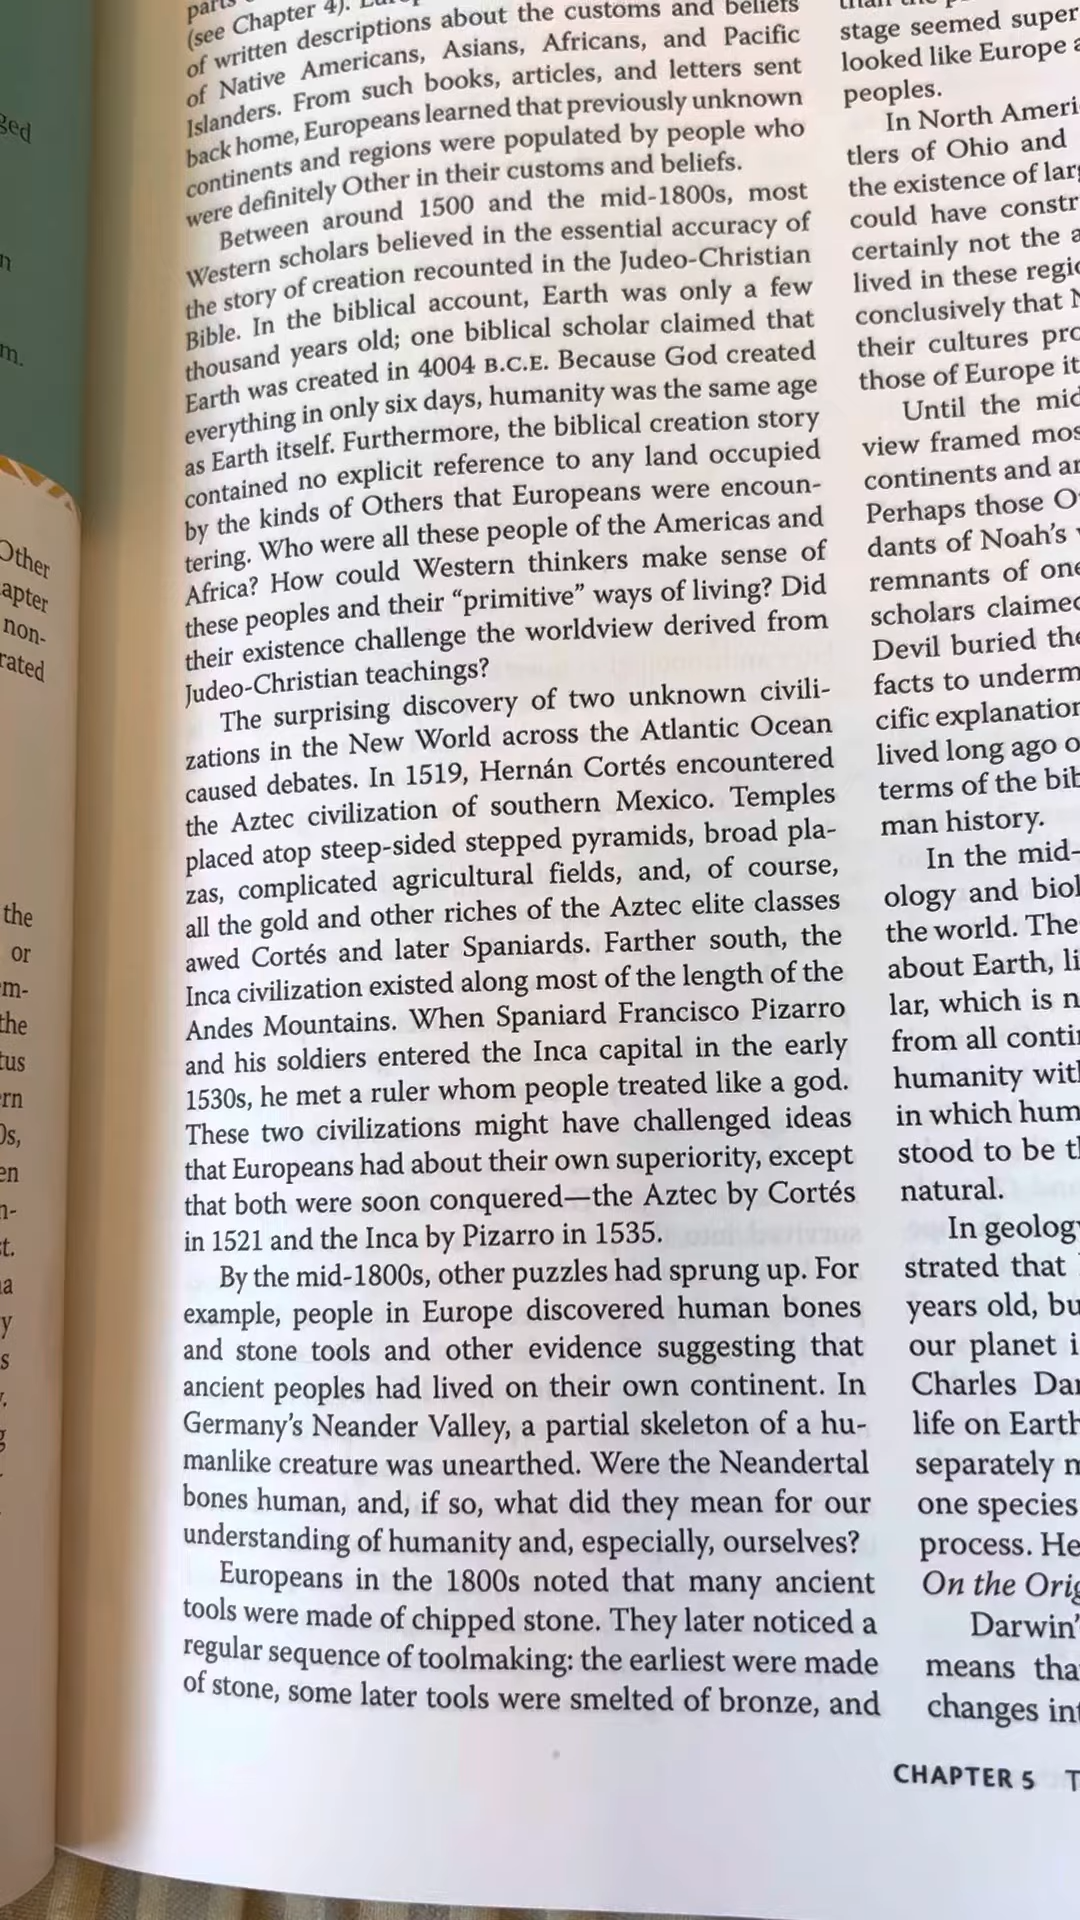 (see Chapter 4).
of written descriptions about the customs and beliefs
of Native Americans, Asians, Africans, and Pacific
Islanders. From such books, articles, and letters sent
back home, Europeans learned that previously unknown
continents and regions were populated by people who
were definitely Other in their customs and beliefs.
Between around 1500 and the mid-1800s, most
Western scholars believed in the essential accuracy of
the story of creation recounted in the Judeo-Christian
Bible. In the biblical account, Earth was only a few
thousand years old; one biblical scholar claimed that
Earth was created in 4004 B.C.E. Because God created
everything in only six days, humanity was the same age
as Earth itself. Furthermore, the biblical creation story
contained no explicit reference to any land occupied
by the kinds of Others that Europeans were encoun-
tering. Who were all these people of the Americas and
Africa? How could Western thinkers make sense of
these peoples and their “primitive” ways of living? Did
their existence challenge the worldview derived from
Judeo-Christian teachings?
The surprising discovery of two unknown civili-
zations in the New World across the Atlantic Ocean
caused debates. In 1519, Hernán Cortés encountered
the Aztec civilization of southern Mexico. Temples
placed atop steep-sided stepped pyramids, broad pla-
zas, complicated agricultural fields, and, of course,
all the gold and other riches of the Aztec elite classes
awed Cortés and later Spaniards. Farther south, the
Inca civilization existed along most of the length of the
Andes Mountains. When Spaniard Francisco Pizarro
and his soldiers entered the Inca capital in the early
1530s, he met a ruler whom people treated like a god.
These two civilizations might have challenged ideas
that Europeans had about their own superiority, except
that both were soon conquered—the Aztec by Cortés
in 1521 and the Inca by Pizarro in 1535.
By the mid-1800s, other puzzles had sprung up. For
example, people in Europe discovered human bones
and stone tools and other evidence suggesting that
ancient peoples had lived on their own continent. In
Germany’s Neander Valley, a partial skeleton of a hu-
manlike creature was unearthed. Were the Neandertal
bones human, and, if so, what did they mean for our
understanding of humanity and, especially, ourselves?
Europeans in the 1800s noted that many ancient
tools were made of chipped stone. They later noticed a
regular sequence of toolmaking: the earliest were made
of stone, some later tools were smelted of bronze, and
stage seemed super
looked like Europe a
peoples.
In North Ameri
tlers of Ohio and
the existence of larg
could have constr
certainly not the a
lived in these regio
conclusively that N
their cultures pro
those of Europe it
Until the mid
view framed mos
continents and an
Perhaps those O
dants of Noah’s
remnants of one
scholars claimed
Devil buried the
facts to underm
cific explanation
lived long ago o
terms of the bib
man history.
In the mid-
ology and biol
the world. The
about Earth, li
lar, which is n
from all contin
humanity with
in which hum
stood to be t
natural.
In geology
strated that
years old, bu
our planet i
Charles Dar
life on Earth
separately n
one species
process. He
On the Orig
Darwin’
means tha
changes int
CHAPTER 5 T
Other
apter
non-
rated
the
or
em-
the
tus
ern
0s,
en
n-
st.